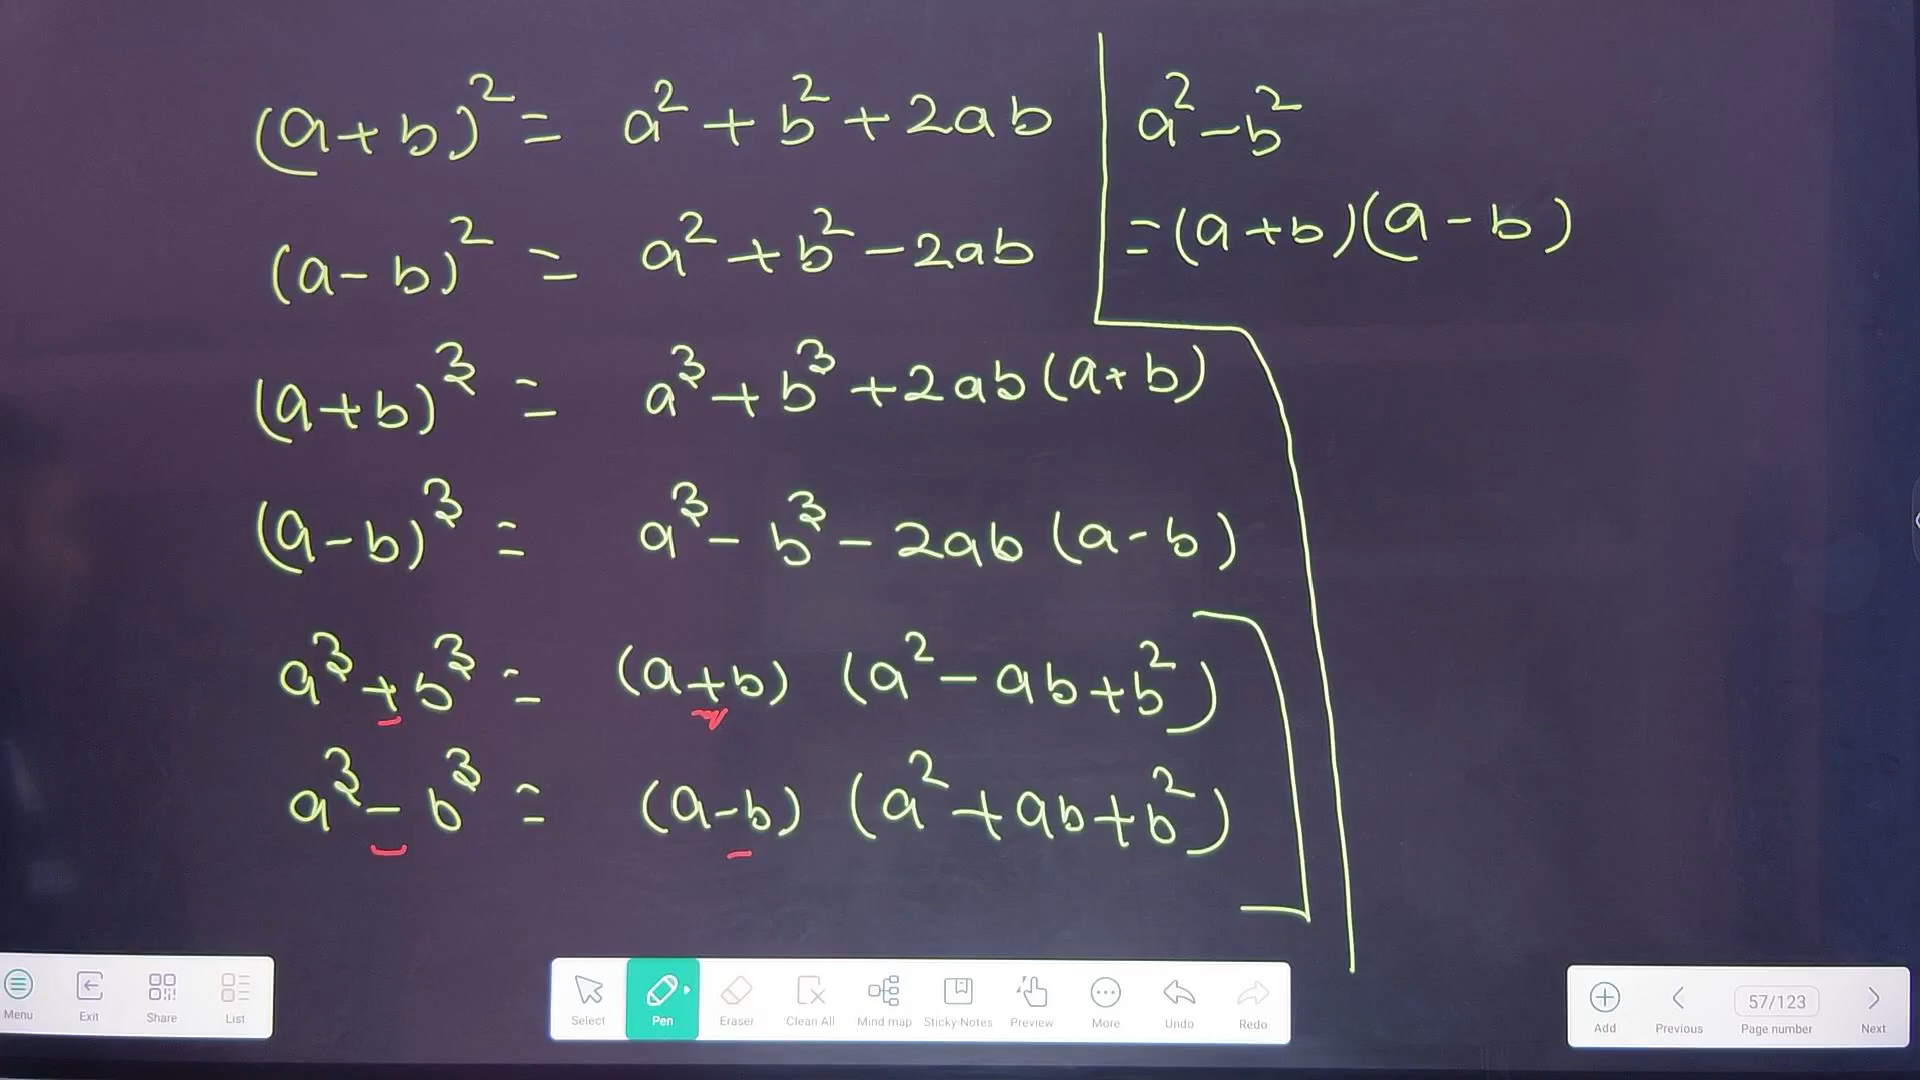 (a+b)² = a²+b²+2ab
(a-b)² = a²+b²-2ab
(a+b)³ = a³+b³+2ab(a+b)
(a-b)³ = a³-b³-2ab(a-b)
a³+b³ = (a+b) (a²-ab+b²)
a³-b³ = (a-b) (a²+ab+b²)
a²-b²
=(a+b)(a-b)
Menu Exit Share List
Select Pen Eraser Clean All Mind map Sticky Notes Preview More Undo Redo
57/123
Add Previous Page number Next